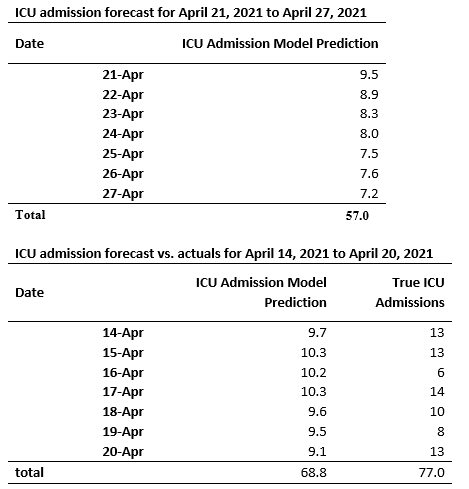 ICU admission forecast for April 21, 2021 to April 27, 2021
Date ICU Admission Model Prediction
21-Apr 9.5
22-Apr 8.9
23-Apr 8.3
24-Apr 8.0
25-Apr 7.5
26-Apr 7.6
27-Apr 7.2
Total 57.0
ICU admission forecast vs. actuals for April 14, 2021 to April 20, 2021
Date ICU Admission Model Prediction True ICU Admissions
14-Apr 9.7 13
15-Apr 10.3 13
16-Apr 10.2 6
17-Apr 10.3 14
18-Apr 9.6 10
19-Apr 9.5 8
20-Apr 9.1 13
total 68.8 77.0